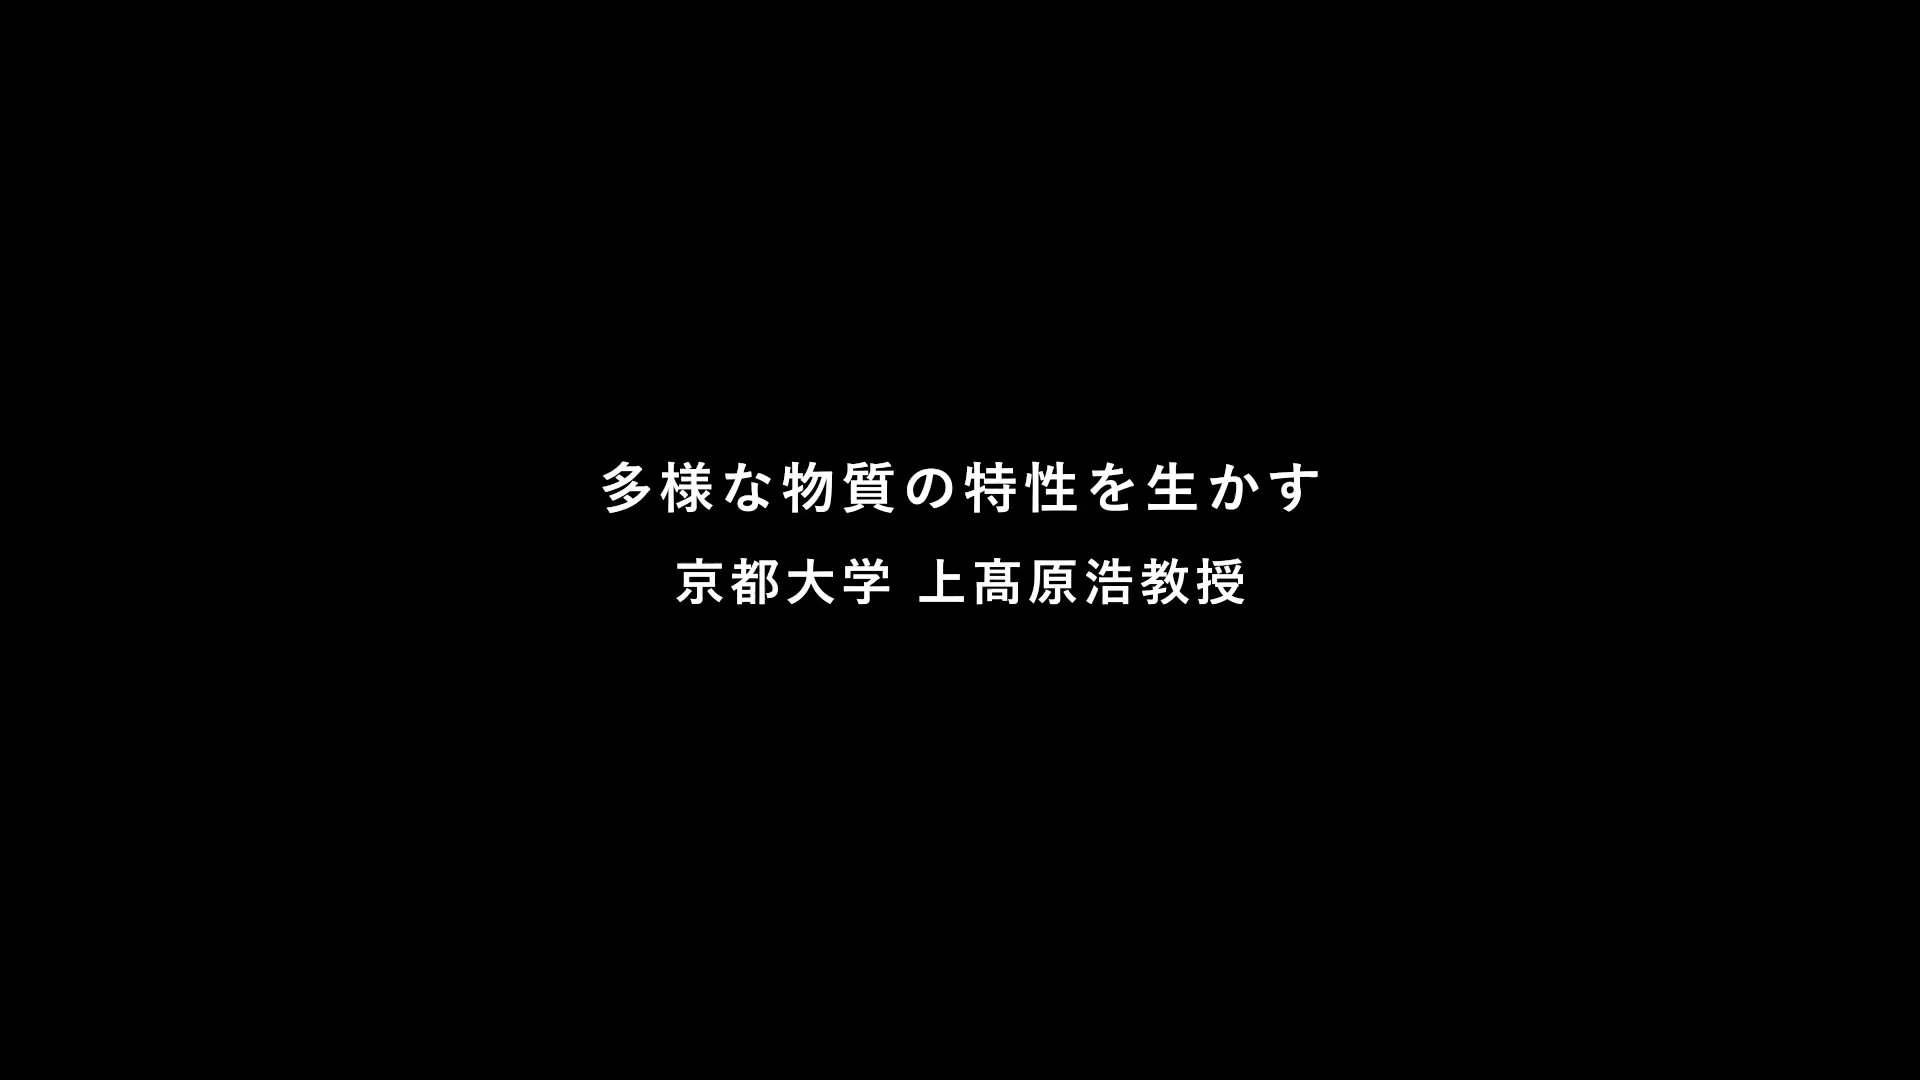 多様な物質の特性を生かす
京都大学 上髙原浩教授